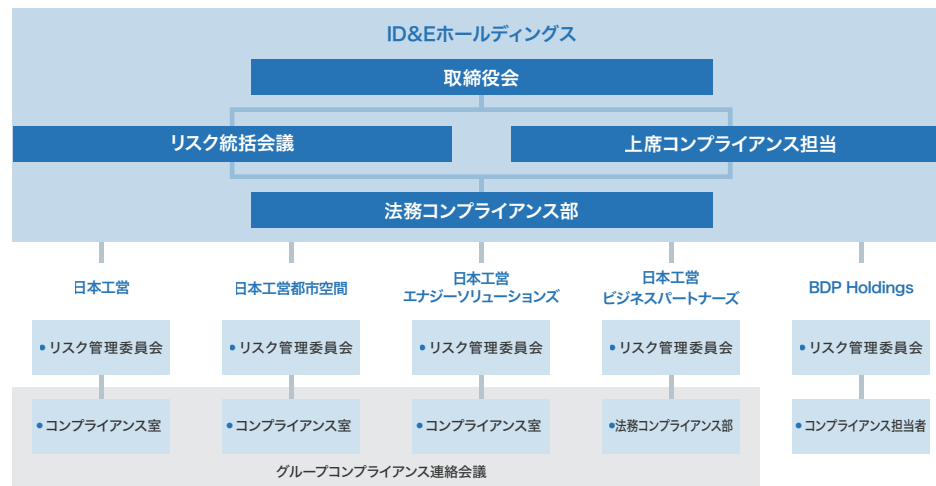 ID&Eホールディングス
取締役会
リスク統括会議
上席コンプライアンス担当
法務コンプライアンス部
日本工営
日本工営都市空間
日本工営
エナジーソリューションズ
日本工営
ビジネスパートナーズ
BDP Holdings
•リスク管理委員会
•リスク管理委員会
•リスク管理委員会
•リスク管理委員会
•リスク管理委員会
•コンプライアンス室
•コンプライアンス室
•コンプライアンス室
•法務コンプライアンス部
•コンプライアンス担当者
グループコンプライアンス連絡会議